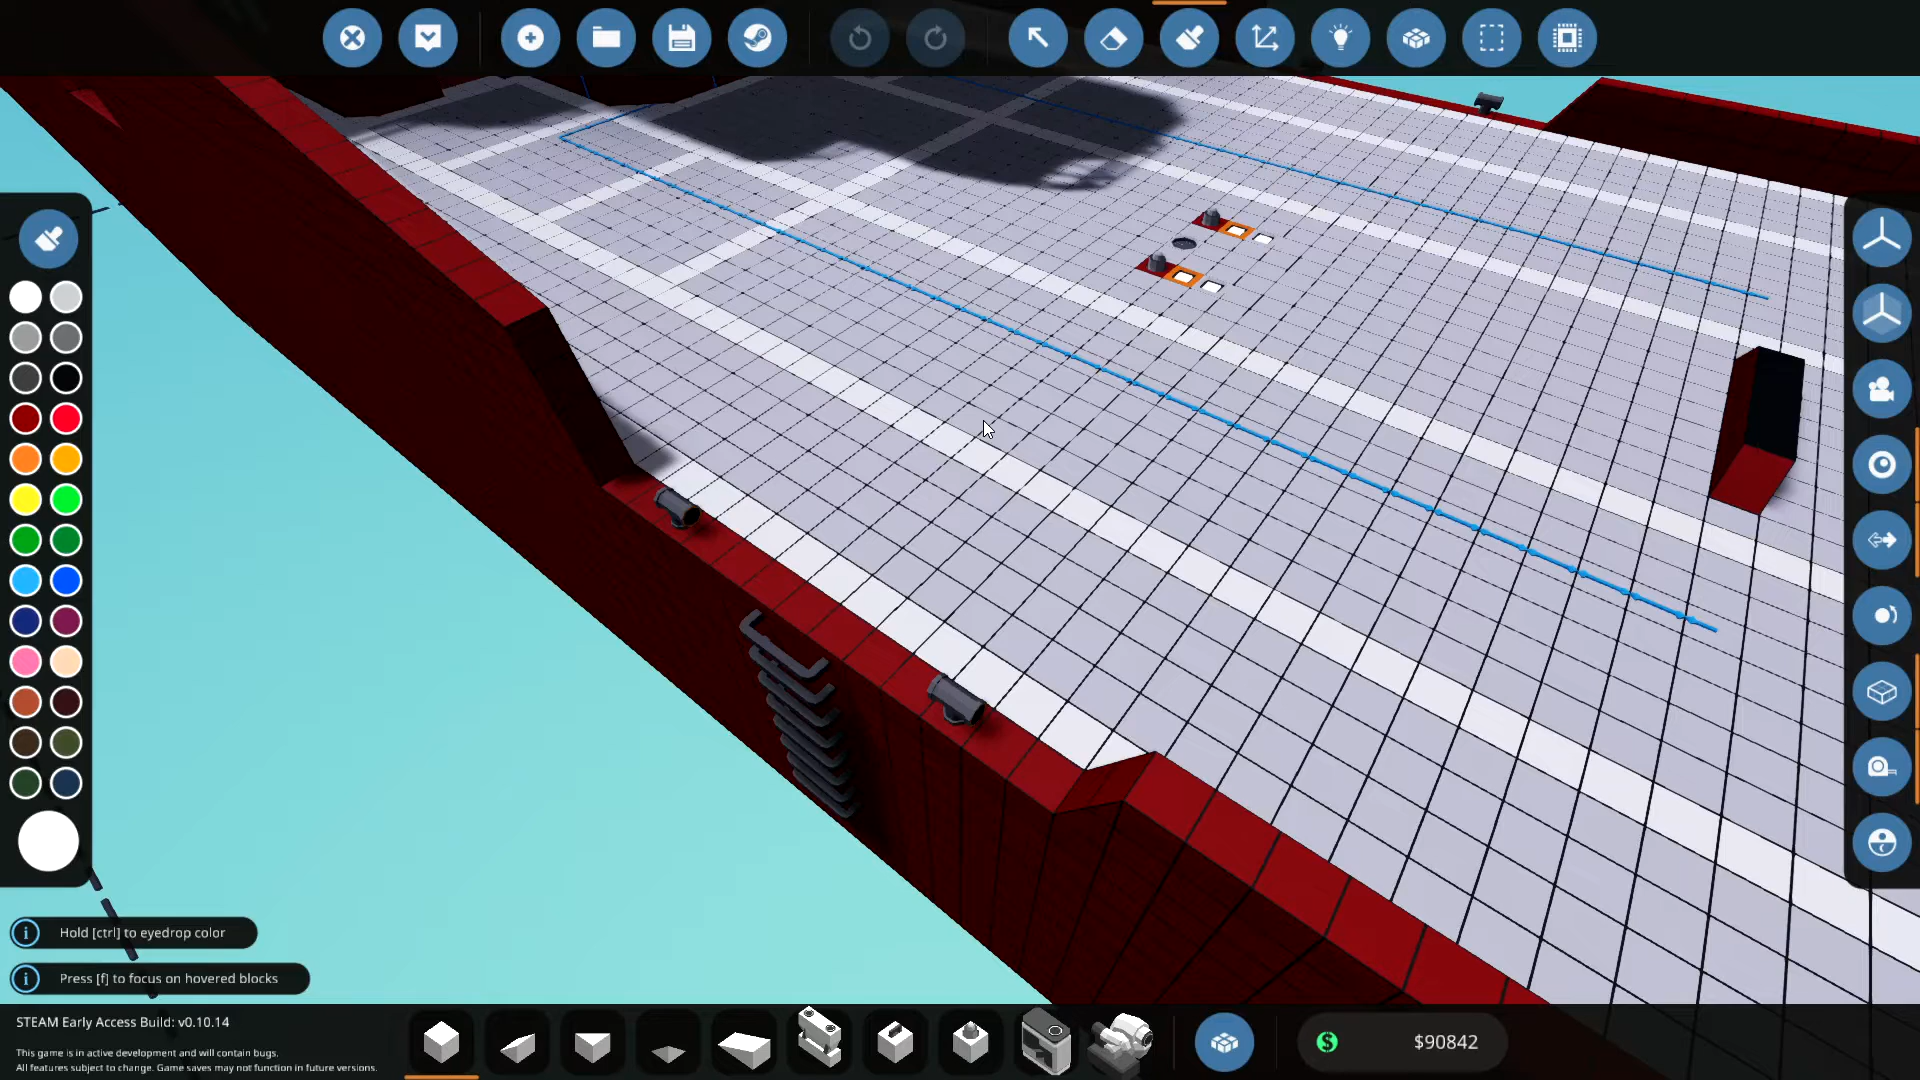 Hold [ctrl] to eyedrop color
Press [f] to focus on hovered blocks
STEAM Early Access Build: v0.10.14
This game is in active development and will contain bugs.
All features subject to change. Game saves may not function in future versions.
$90842